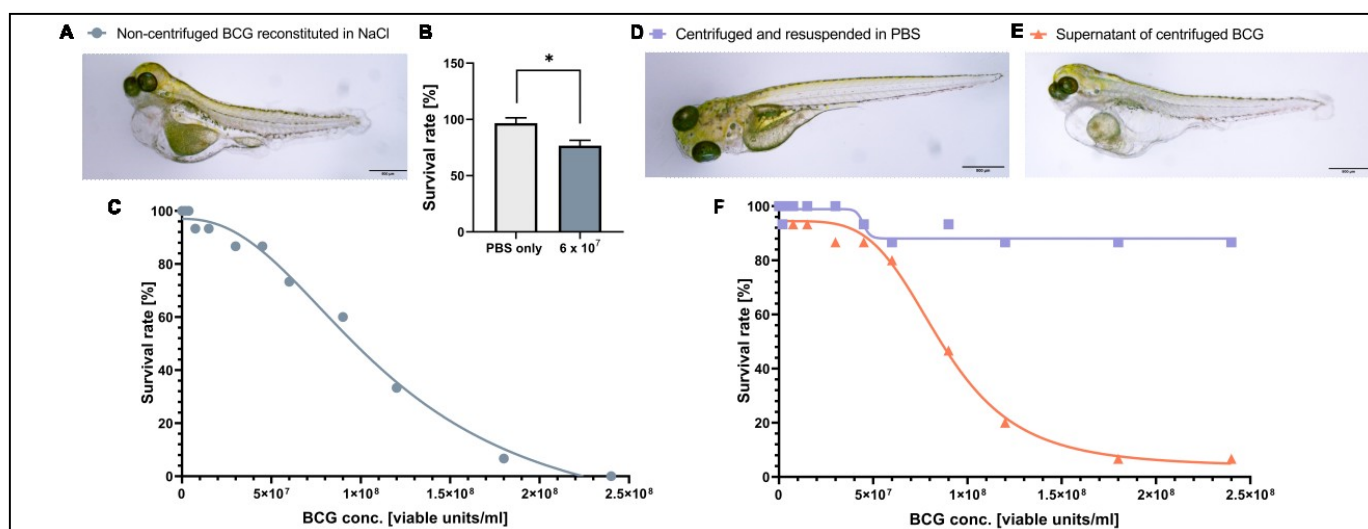 A Non-centrifuged BCG reconstituted in NaCl
B
D Centrifuged and resuspended in PBS
E Supernatant of centrifuged BCG
Survival rate [%]
150
100
50
0
*
PBS only
6 x 10⁷
500 µm
C
Survival rate [%]
100
80
60
40
20
0
0 5×10⁷ 1×10⁸ 1.5×10⁸ 2×10⁸ 2.5×10⁸
BCG conc. [viable units/ml]
F
Survival rate [%]
100
80
60
40
20
0
0 5×10⁷ 1×10⁸ 1.5×10⁸ 2×10⁸ 2.5×10⁸
BCG conc. [viable units/ml]